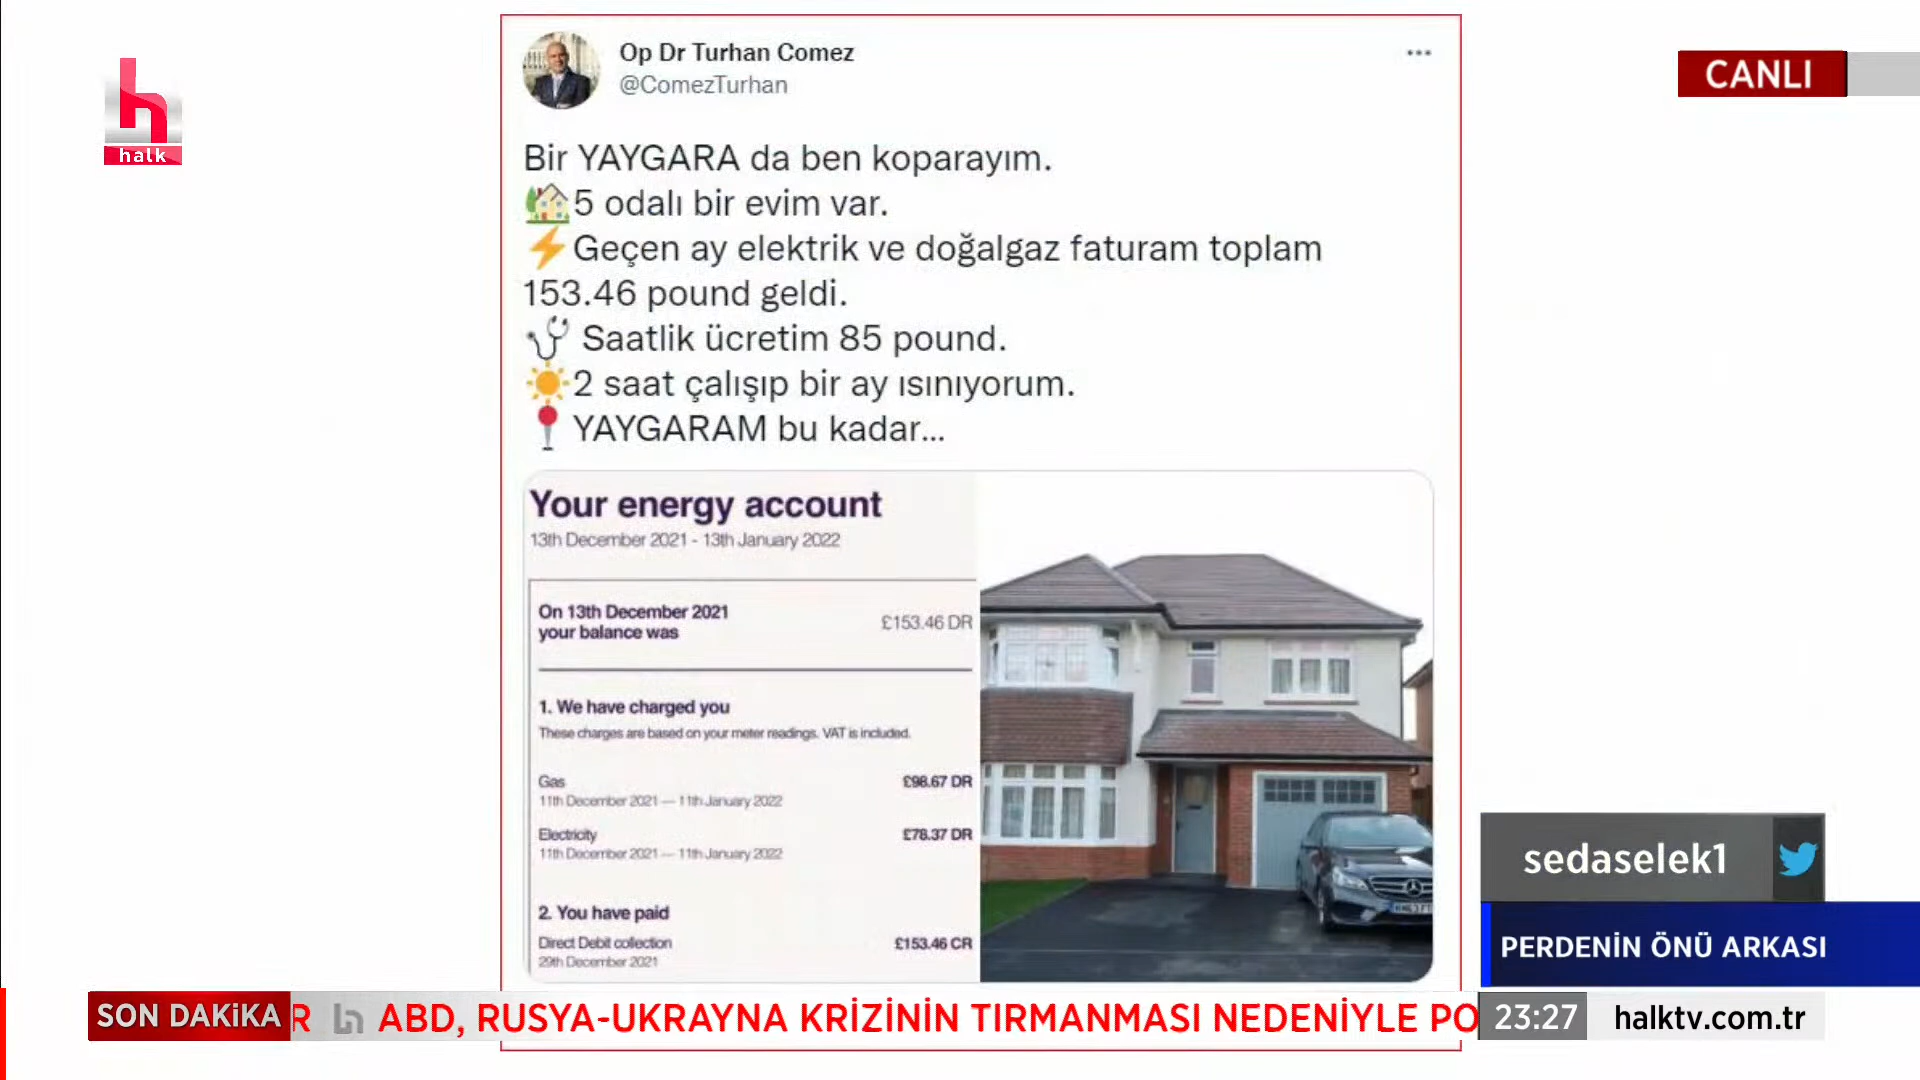 halk
CANLI
Op Dr Turhan Comez
@ComezTurhan
Bir YAYGARA da ben koparayım.
5 odalı bir evim var.
Geçen ay elektrik ve doğalgaz faturam toplam
153.46 pound geldi.
Saatlik ücretim 85 pound.
2 saat çalışıp bir ay ısınıyorum.
YAYGARAM bu kadar...
Your energy account
13th December 2021 - 13th January 2022
On 13th December 2021
your balance was £153.46 DR
1. We have charged you
These charges are based on your meter readings. VAT is included.
Gas £98.67 DR
11th December 2021 — 11th January 2022
Electricity £78.37 DR
11th December 2021 — 11th January 2022
2. You have paid
Direct Debit collection £153.46 CR
29th December 2021
sedaselek1
PERDENİN ÖNÜ ARKASI
SON DAKİKA R ABD, RUSYA-UKRAYNA KRİZİNİN TIRMANMASI NEDENİYLE PO 23:27 halktv.com.tr